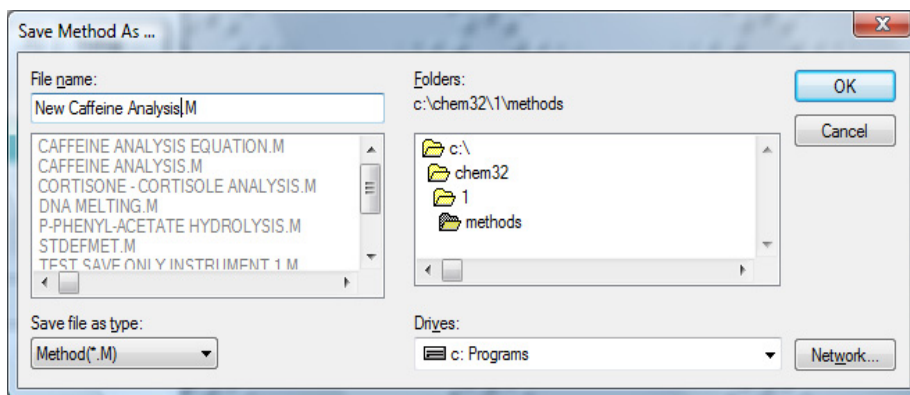 Save Method As ...
File name:
New Caffeine Analysis.M
CAFFEINE ANALYSIS EQUATION.M
CAFFEINE ANALYSIS.M
CORTISONE - CORTISOLE ANALYSIS.M
DNA MELTING.M
P-PHENYL-ACETATE HYDROLYSIS.M
STDEFMET.M
TEST SAVE ONLY INSTRUMENT 1.M
Save file as type:
Method(*.M)
Folders:
c:\chem32\1\methods
c:\
chem32
1
methods
Drives:
c: Programs
OK
Cancel
Network...